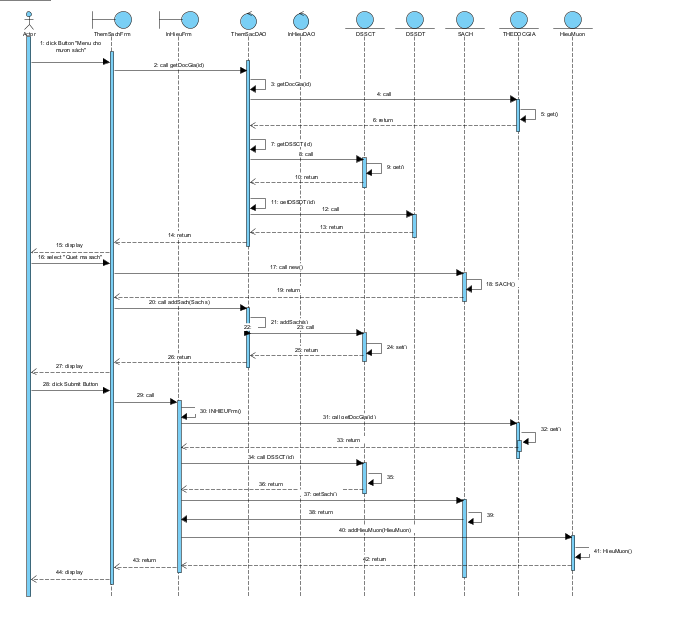 Actor
ThemSachFrm
InHieuFrm
ThemSacDAO
InHieuDAO
DSSCT
DSSDT
SACH
THEDOCGIA
HieuMuon
1: click Button "Menu cho
muon sach"
2: call getDocGia(id)
3: getDocGia(id)
4: call
5: get()
6: return
7: getDSSCT(id)
8: call
9: get()
10: return
11: getDSSDT(id)
12: call
13: return
14: return
15: display
16: select "Quet ma sach"
17: call new()
18: SACH()
19: return
20: call addSach(Sach s)
21: addSach(s)
22:
23: call
24: set()
25: return
26: return
27: display
28: click Submit Button
29: call
30: INHIEUFrm()
31: call getDocGia(id)
32: get()
33: return
34: call DSSCT(id)
35:
36: return
37: getSach()
38: return
39:
40: addHieuMuon(HieuMuon)
41: HieuMuon()
42: return
43: return
44: display